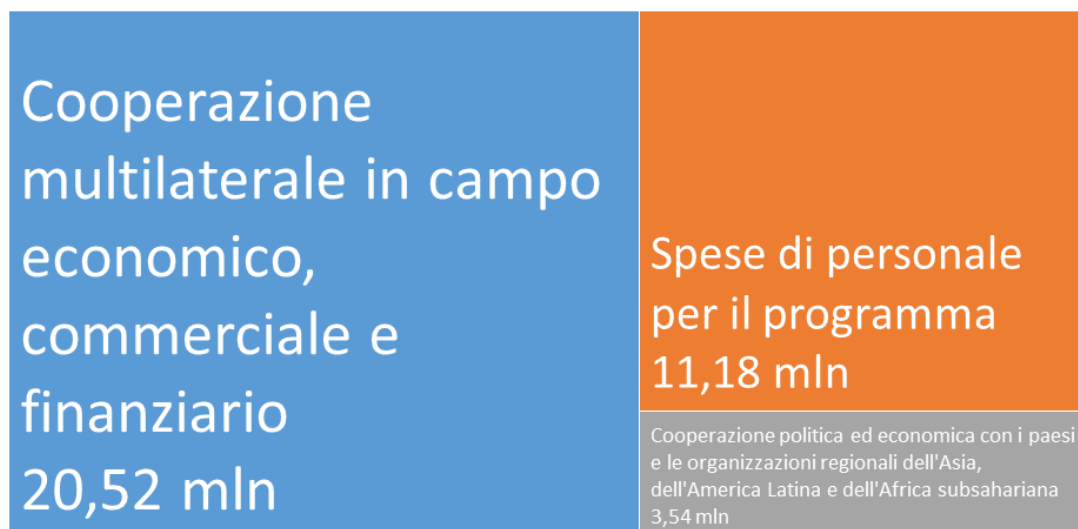 Cooperazione
multilaterale in campo
economico,
commerciale e
finanziario
20,52 mln
Spese di personale
per il programma
11,18 mln
Cooperazione politica ed economica con i paesi
e le organizzazioni regionali dell'Asia,
dell'America Latina e dell'Africa subsahariana
3,54 mln